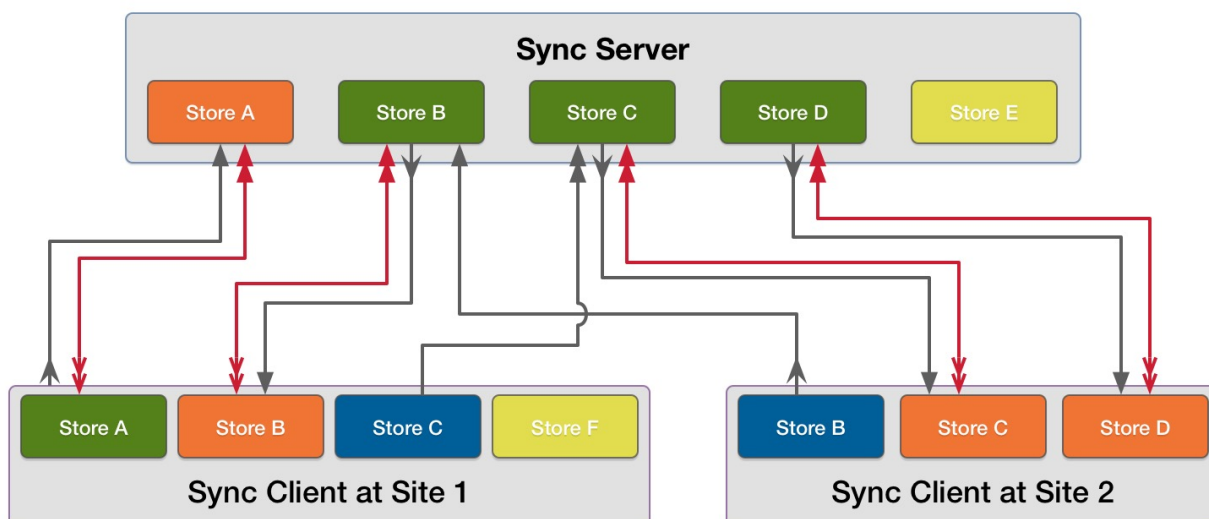 Sync Server
Store A
Store B
Store C
Store D
Store E
Store A
Store B
Store C
Store F
Store B
Store C
Store D
Sync Client at Site 1
Sync Client at Site 2